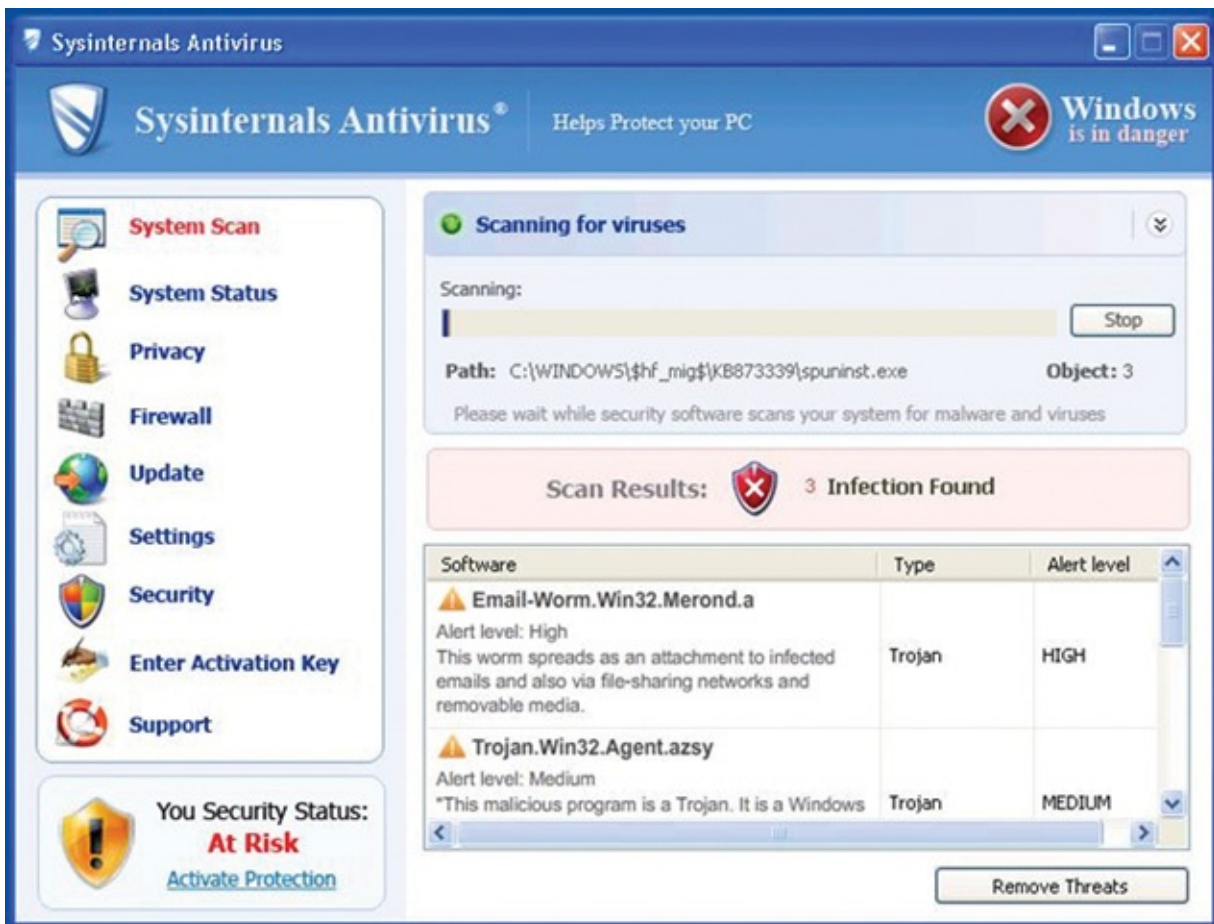 Sysinternals Antivirus
Sysinternals Antivirus®
Helps Protect your PC
Windows
is in danger
System Scan
System Status
Privacy
Firewall
Update
Settings
Security
Enter Activation Key
Support
You Security Status:
At Risk
Activate Protection
Scanning for viruses
Scanning:
Stop
Path: C:\WINDOWS\$hf_mig$\KB873339\spuninst.exe
Object: 3
Please wait while security software scans your system for malware and viruses
Scan Results: 3 Infection Found
Software Type Alert level
Email-Worm.Win32.Merond.a
Alert level: High
This worm spreads as an attachment to infected
emails and also via file-sharing networks and
removable media.
Trojan
HIGH
Trojan.Win32.Agent.azsy
Alert level: Medium
"This malicious program is a Trojan. It is a Windows
Trojan
MEDIUM
Remove Threats